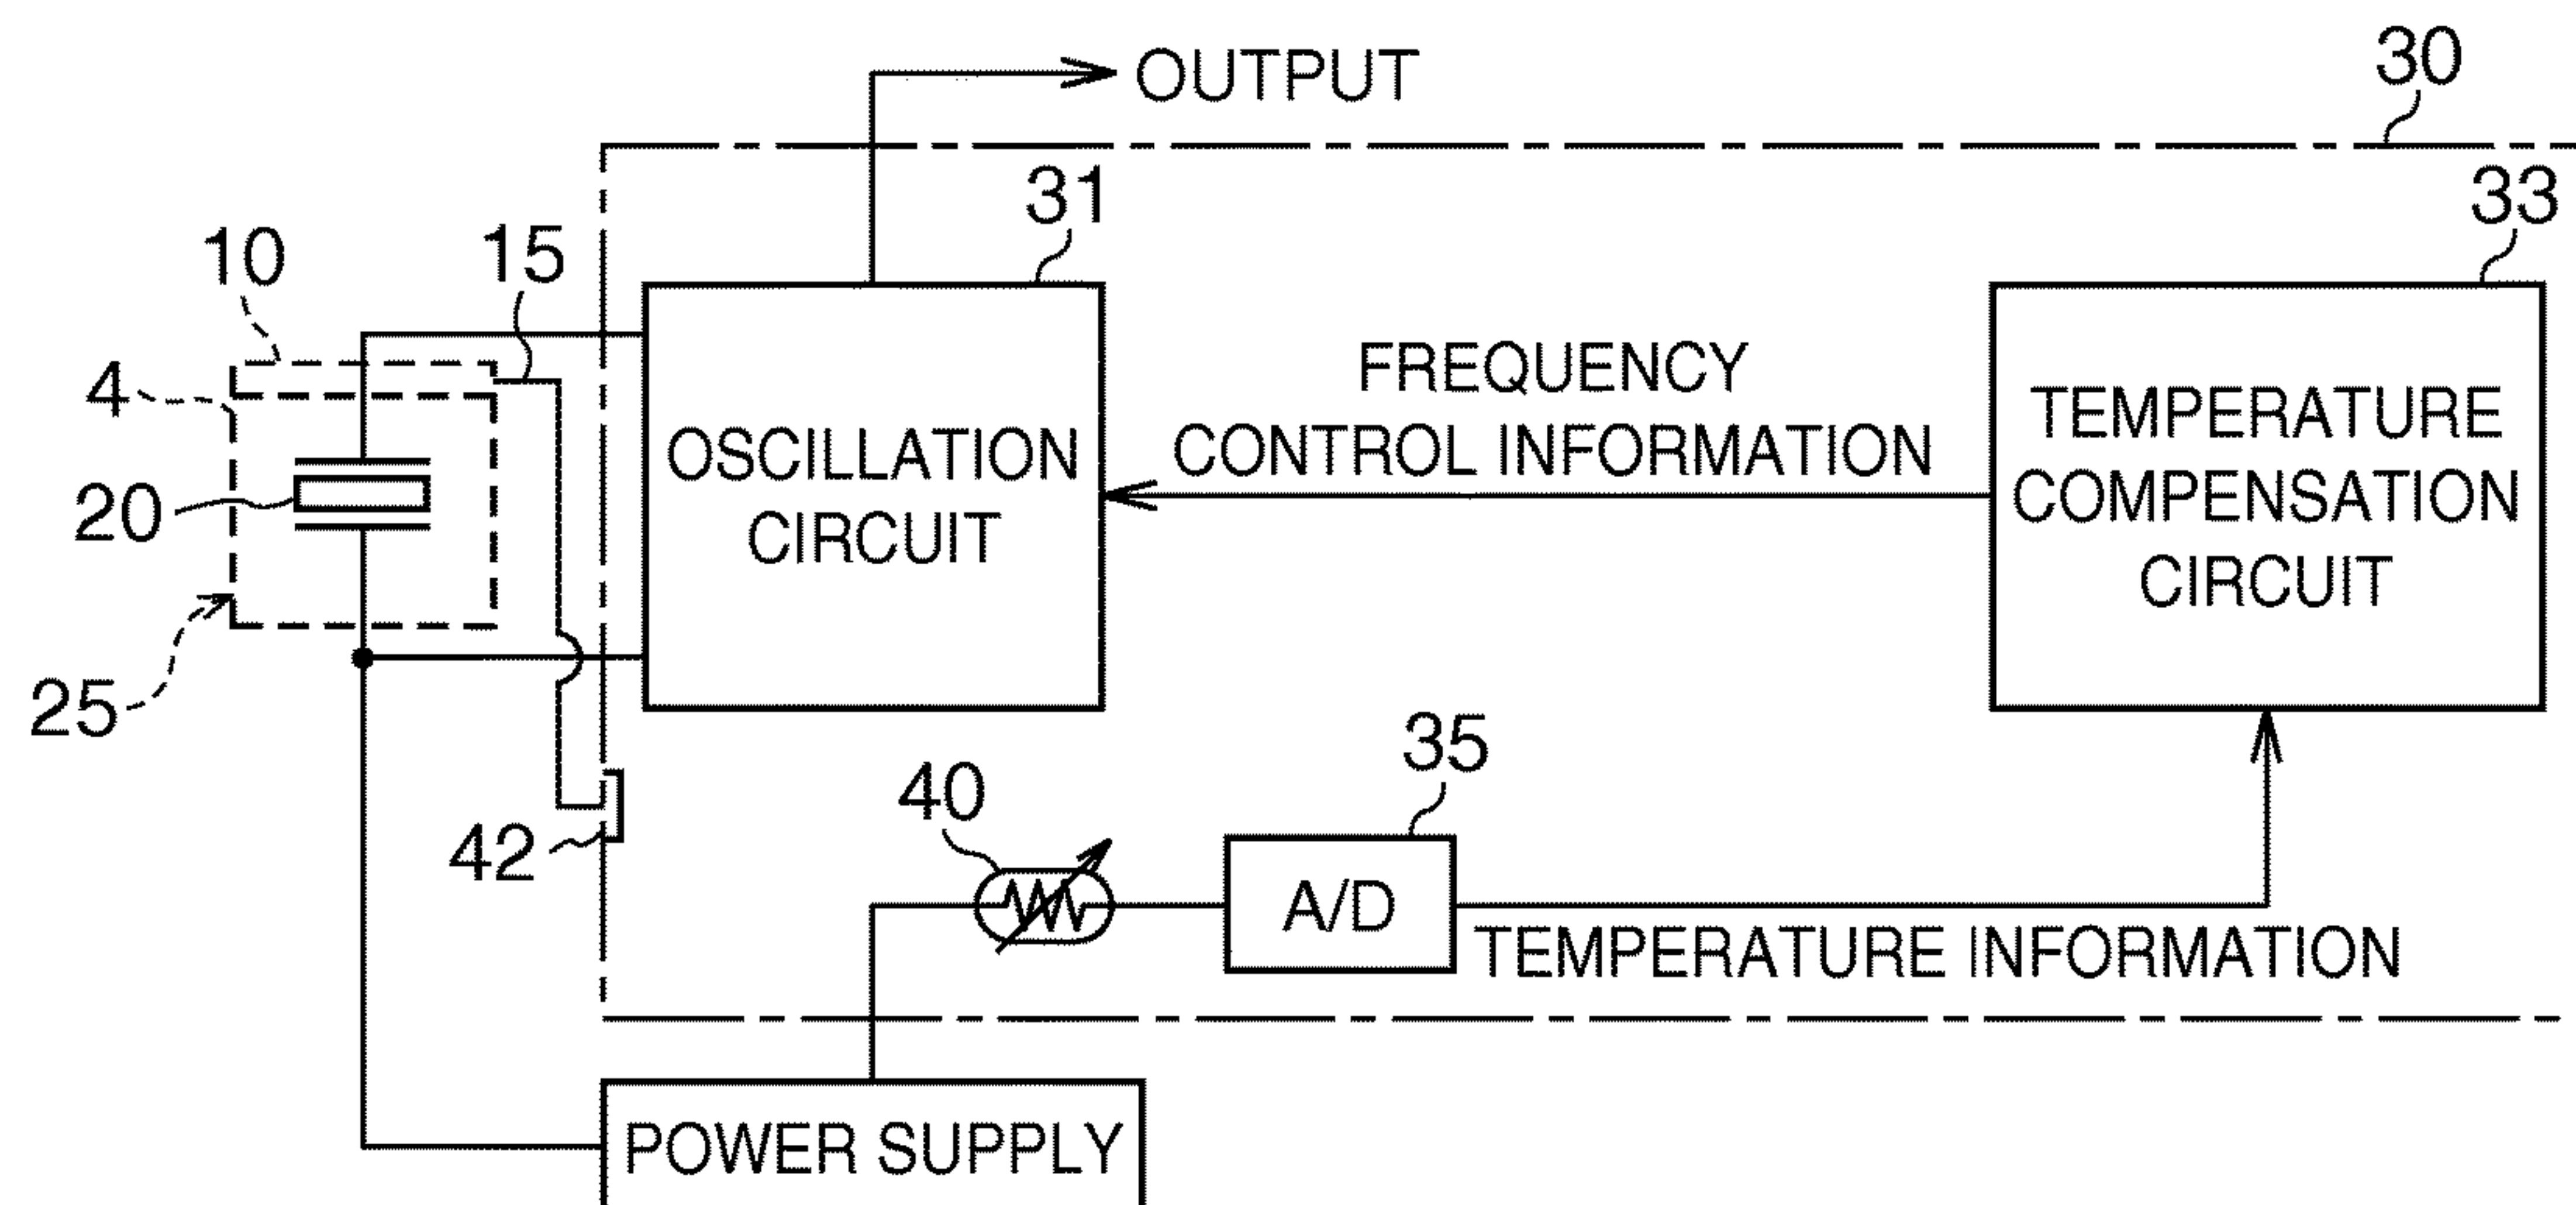 OUTPUT
30
31
33
10
15
4
20
25
OSCILLATION
CIRCUIT
FREQUENCY
CONTROL INFORMATION
TEMPERATURE
COMPENSATION
CIRCUIT
42
40
35
A/D
TEMPERATURE INFORMATION
POWER SUPPLY